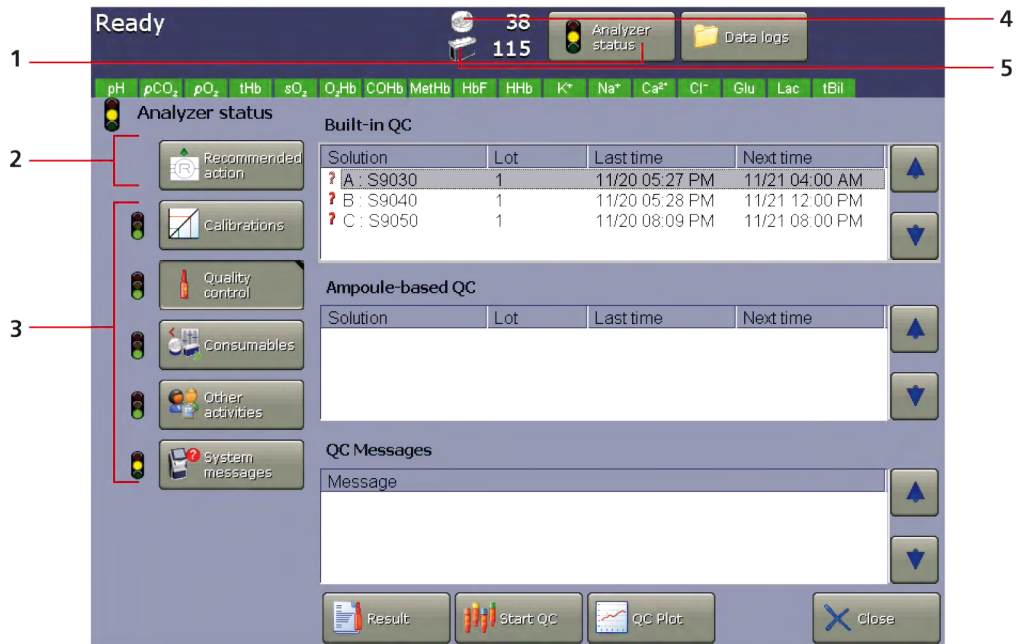 Ready
38
115
Analyzer
status
Data logs
4
1
5
pH pCO₂ pO₂ tHb sO₂ O₂Hb COHb MetHb HbF HHb K⁺ Na⁺ Ca²⁺ Cl⁻ Glu Lac tBil
Analyzer status
2
Recommended
action
3
Calibrations
Quality
control
Consumables
Other
activities
System
messages
Built-in QC
Solution Lot Last time Next time
? A : S9030 1 11/20 05:27 PM 11/21 04:00 AM
? B : S9040 1 11/20 05:28 PM 11/21 12:00 PM
? C : S9050 1 11/20 08:09 PM 11/21 08:00 PM
Ampoule-based QC
Solution Lot Last time Next time
QC Messages
Message
Result
Start QC
QC Plot
Close